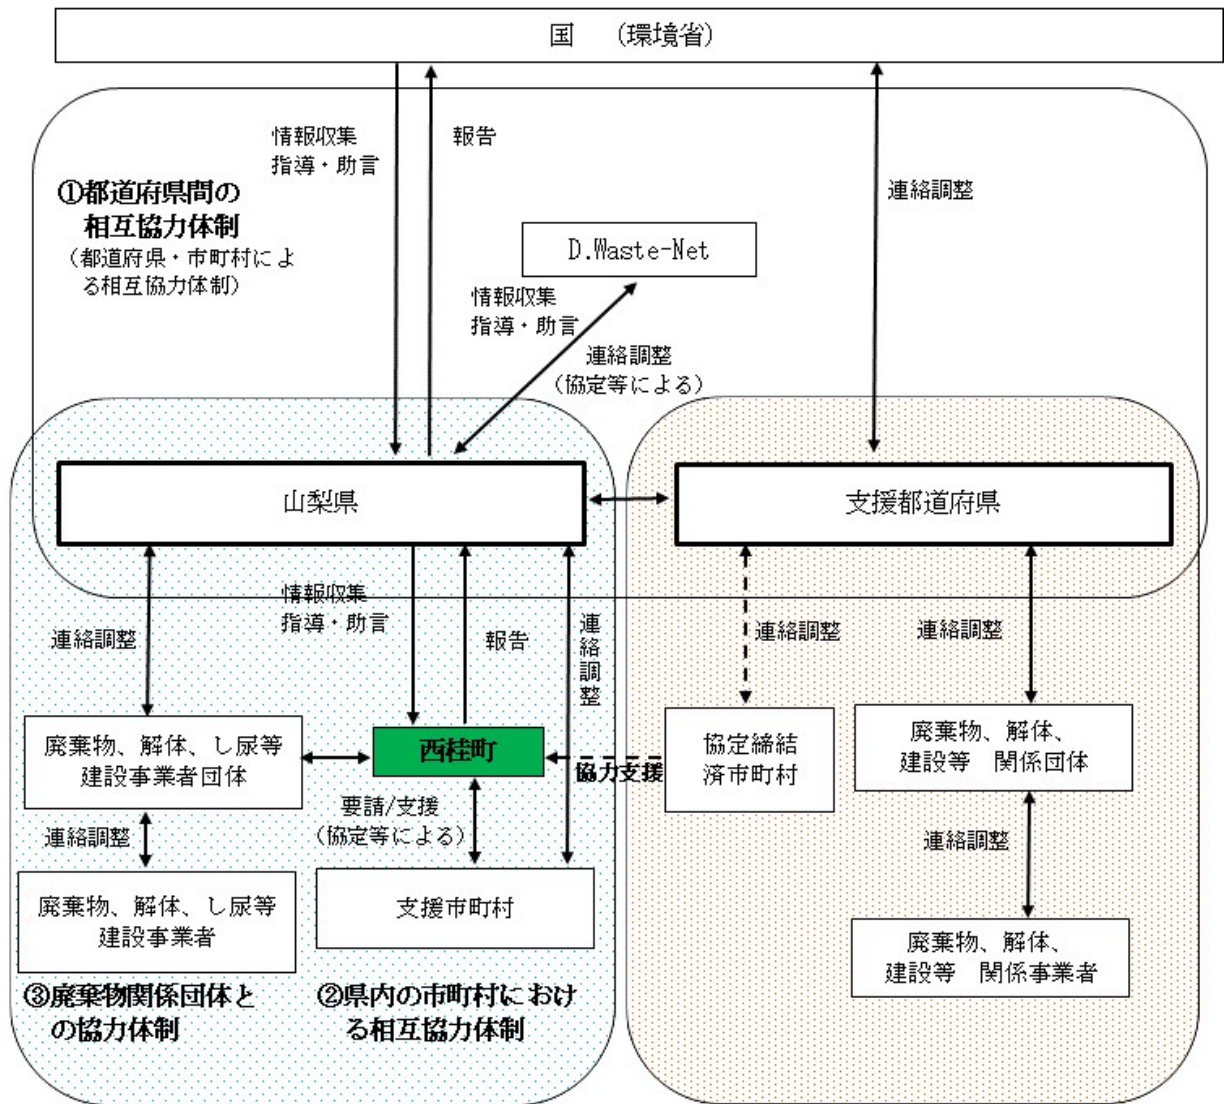 国 (環境省)
情報収集
指導・助言
報告
連絡調整
①都道府県間の
相互協力体制
(都道府県・市町村によ
る相互協力体制)
D.Waste-Net
情報収集
指導・助言
連絡調整
(協定等による)
山梨県
支援都道府県
情報収集
指導・助言
連絡調整
報告
連絡調整
連絡調整
連絡調整
廃棄物、解体、し尿等
建設事業者団体
西桂町
協力支援
協定締結
済市町村
廃棄物、解体、
建設等 関係団体
要請/支援
(協定等による)
連絡調整
連絡調整
廃棄物、解体、し尿等
建設事業者
支援市町村
廃棄物、解体、
建設等 関係事業者
③廃棄物関係団体と
の協力体制
②県内の市町村におけ
る相互協力体制